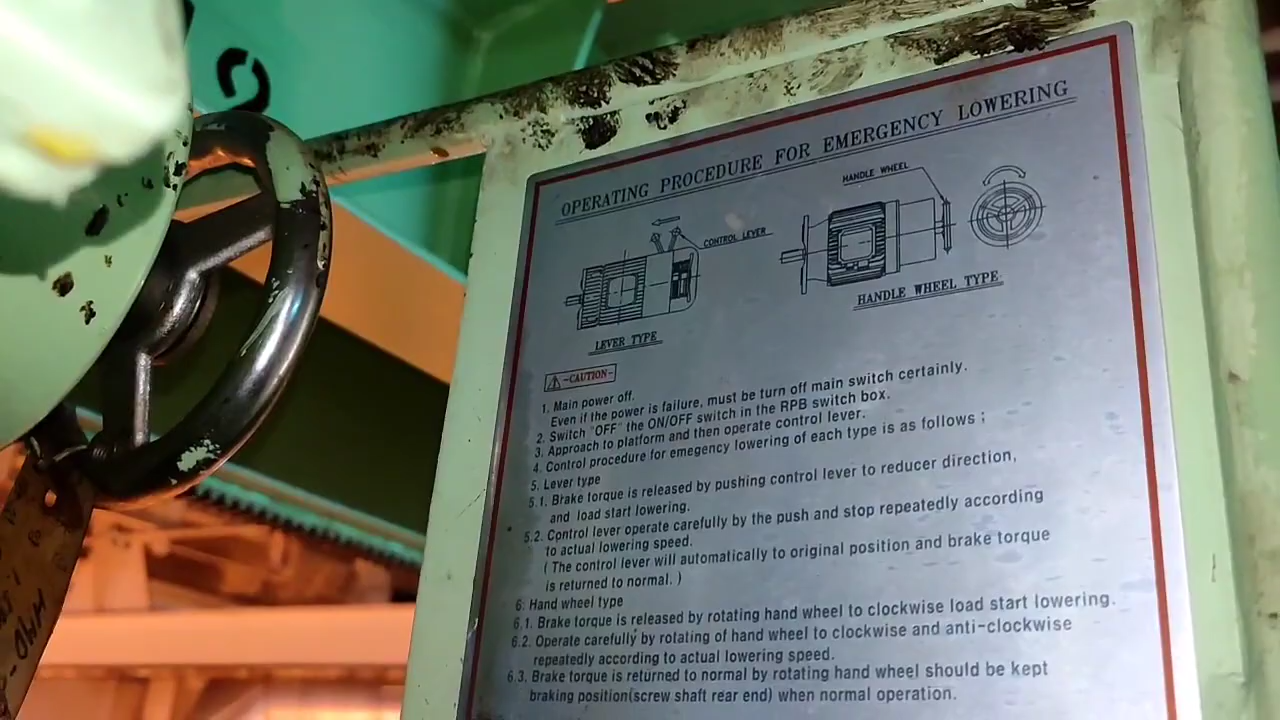 OPERATING PROCEDURE FOR EMERGENCY LOWERING
HANDLE WHEEL
CONTROL LEVER
LEVER TYPE
HANDLE WHEEL TYPE
-CAUTION-
1. Main power off.
Even if the power is failure, must be turn off main switch certainly.
2. Switch "OFF" the ON/OFF switch in the RPB switch box.
3. Approach to platform and then operate control lever.
4. Control procedure for emegency lowering of each type is as follows ;
5. Lever type
5.1. Brake torque is released by pushing control lever to reducer direction,
and load start lowering.
5.2. Control lever operate carefully by the push and stop repeatedly according
to actual lowering speed.
( The control lever will automatically to original position and brake torque
is returned to normal. )
6. Hand wheel type
6.1. Brake torque is released by rotating hand wheel to clockwise load start lowering.
6.2. Operate carefully by rotating of hand wheel to clockwise and anti-clockwise
repeatedly according to actual lowering speed.
6.3. Brake torque is returned to normal by rotating hand wheel should be kept
braking position(screw shaft rear end) when normal operation.